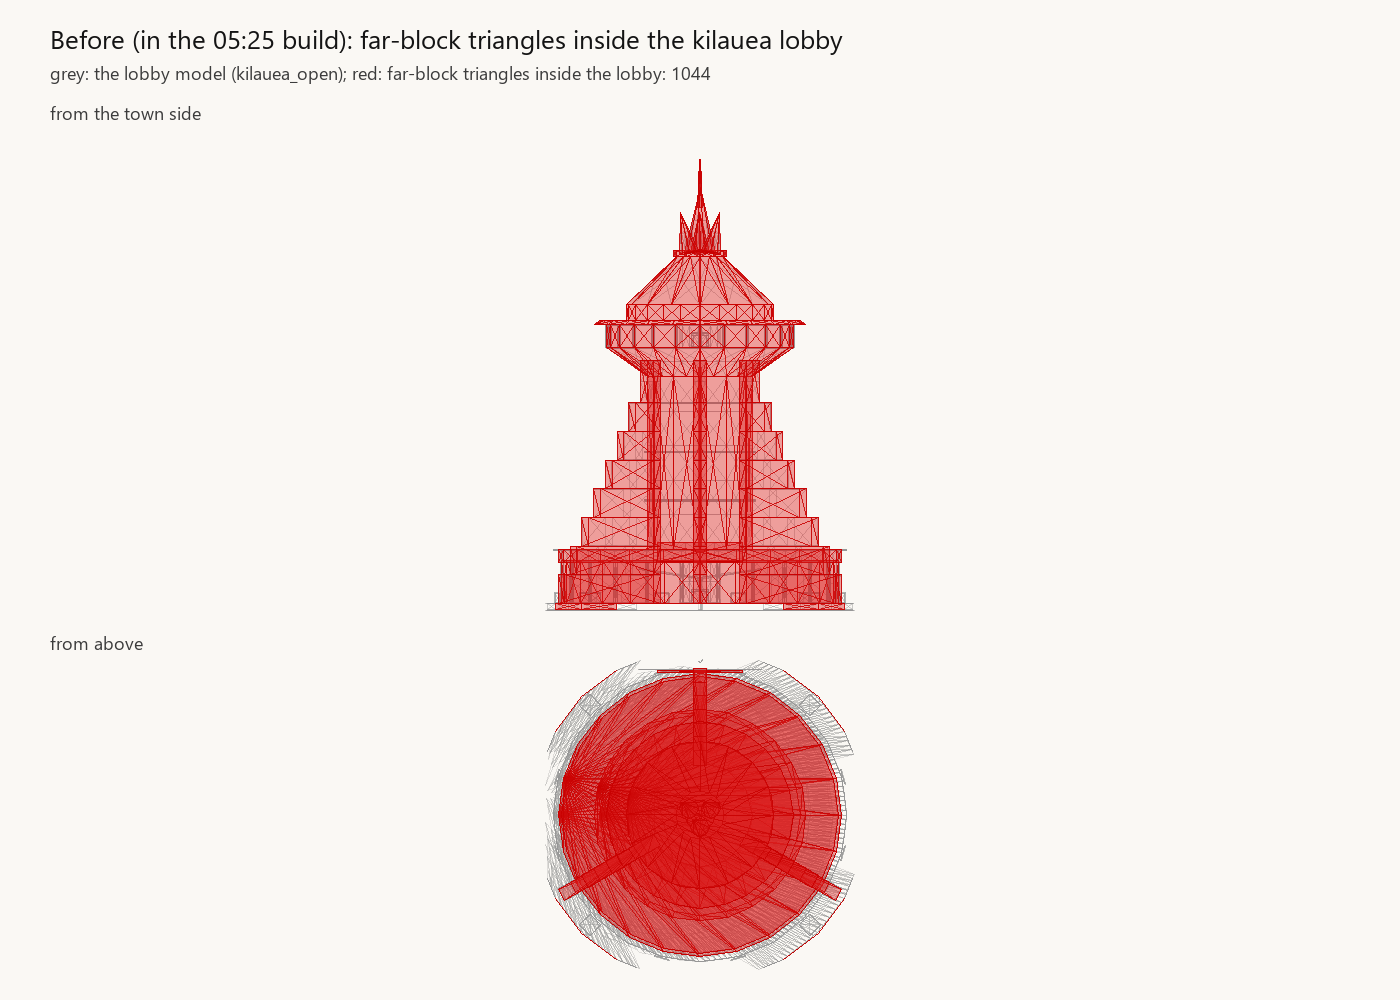 Before (in the 05:25 build): far-block triangles inside the kilauea lobby
grey: the lobby model (kilauea_open); red: far-block triangles inside the lobby: 1044
from the town side
from above